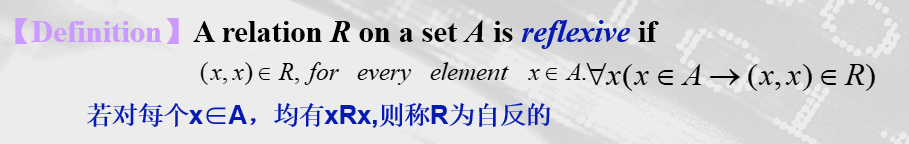 【Definition】A relation R on a set A is reflexive if
(x, x) ∈ R, for every element x ∈ A.∀x(x ∈ A → (x, x) ∈ R)
若对每个x∈A，均有xRx,则称R为自反的